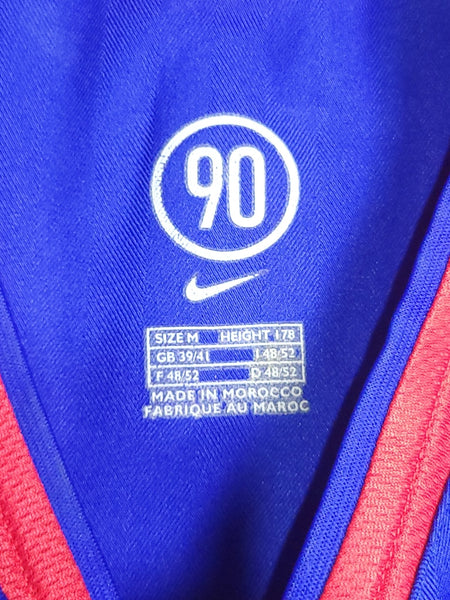 90
SIZE M HEIGHT 178
GB 39/41 I 48/52
F 48/52 D 48/52
MADE IN MOROCCO
FABRIQUE AU MAROC